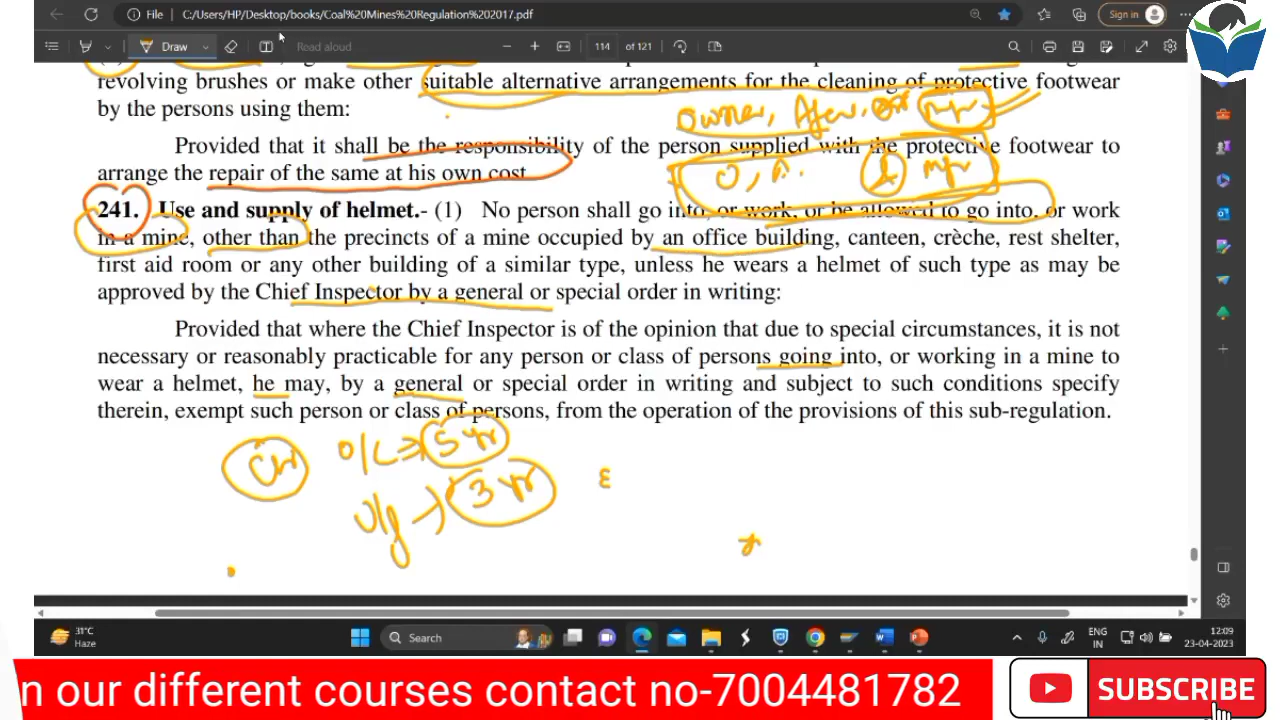 File | C:/Users/HP/Desktop/books/Coal%20Mines%20Regulation%202017.pdf
Sign in
Draw
Read aloud
114 of 121
revolving brushes or make other suitable alternative arrangements for the cleaning of protective footwear
by the persons using them:
Owner, Agent, or mgr
Provided that it shall be the responsibility of the person supplied with the protective footwear to
arrange the repair of the same at his own cost
O, A. & mgr
241. Use and supply of helmet.- (1) No person shall go into, or work, or be allowed to go into, or work
in a mine, other than the precincts of a mine occupied by an office building, canteen, crèche, rest shelter,
first aid room or any other building of a similar type, unless he wears a helmet of such type as may be
approved by the Chief Inspector by a general or special order in writing:
Provided that where the Chief Inspector is of the opinion that due to special circumstances, it is not
necessary or reasonably practicable for any person or class of persons going into, or working in a mine to
wear a helmet, he may, by a general or special order in writing and subject to such conditions specify
therein, exempt such person or class of persons, from the operation of the provisions of this sub-regulation.
O/C ⇒ 5 yr
U/g → 3 yr
31°C
Haze
Search
ENG
IN
12:09
23-04-2023
n our different courses contact no-7004481782
SUBSCRIBE